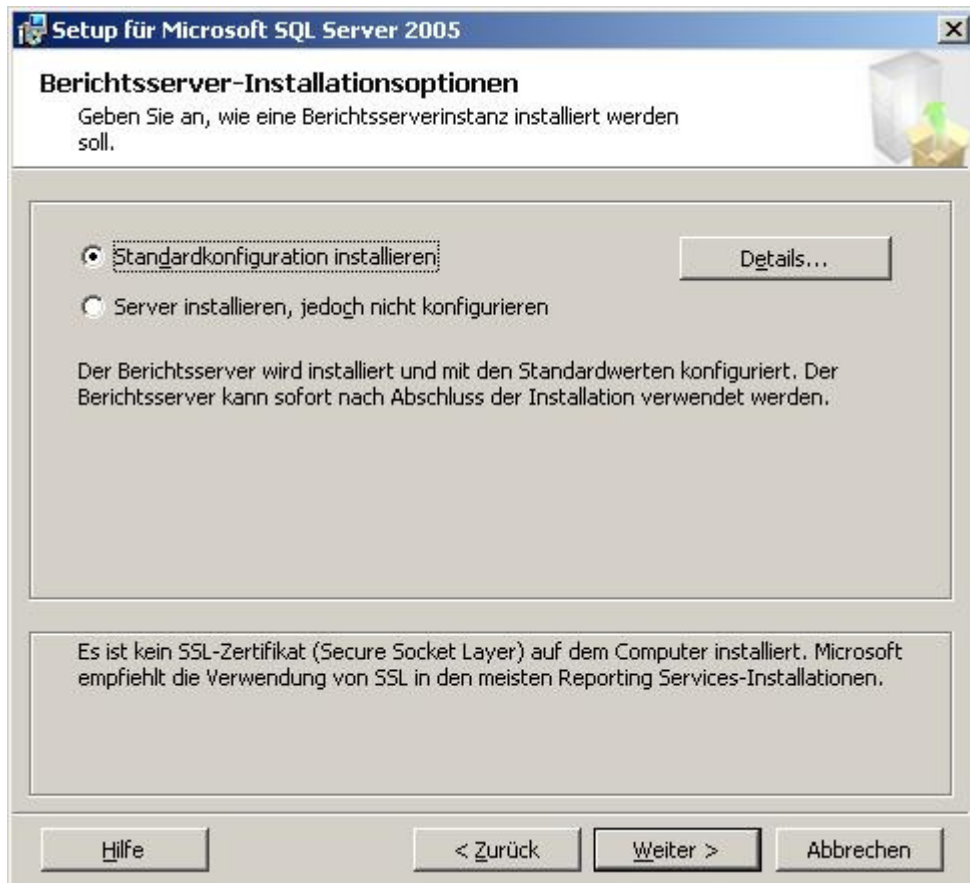 Setup für Microsoft SQL Server 2005
Berichtsserver-Installationsoptionen
Geben Sie an, wie eine Berichtsserverinstanz installiert werden
soll.
Standardkonfiguration installieren
Details...
Server installieren, jedoch nicht konfigurieren
Der Berichtsserver wird installiert und mit den Standardwerten konfiguriert. Der
Berichtsserver kann sofort nach Abschluss der Installation verwendet werden.
Es ist kein SSL-Zertifikat (Secure Socket Layer) auf dem Computer installiert. Microsoft
empfiehlt die Verwendung von SSL in den meisten Reporting Services-Installationen.
Hilfe
< Zurück
Weiter >
Abbrechen